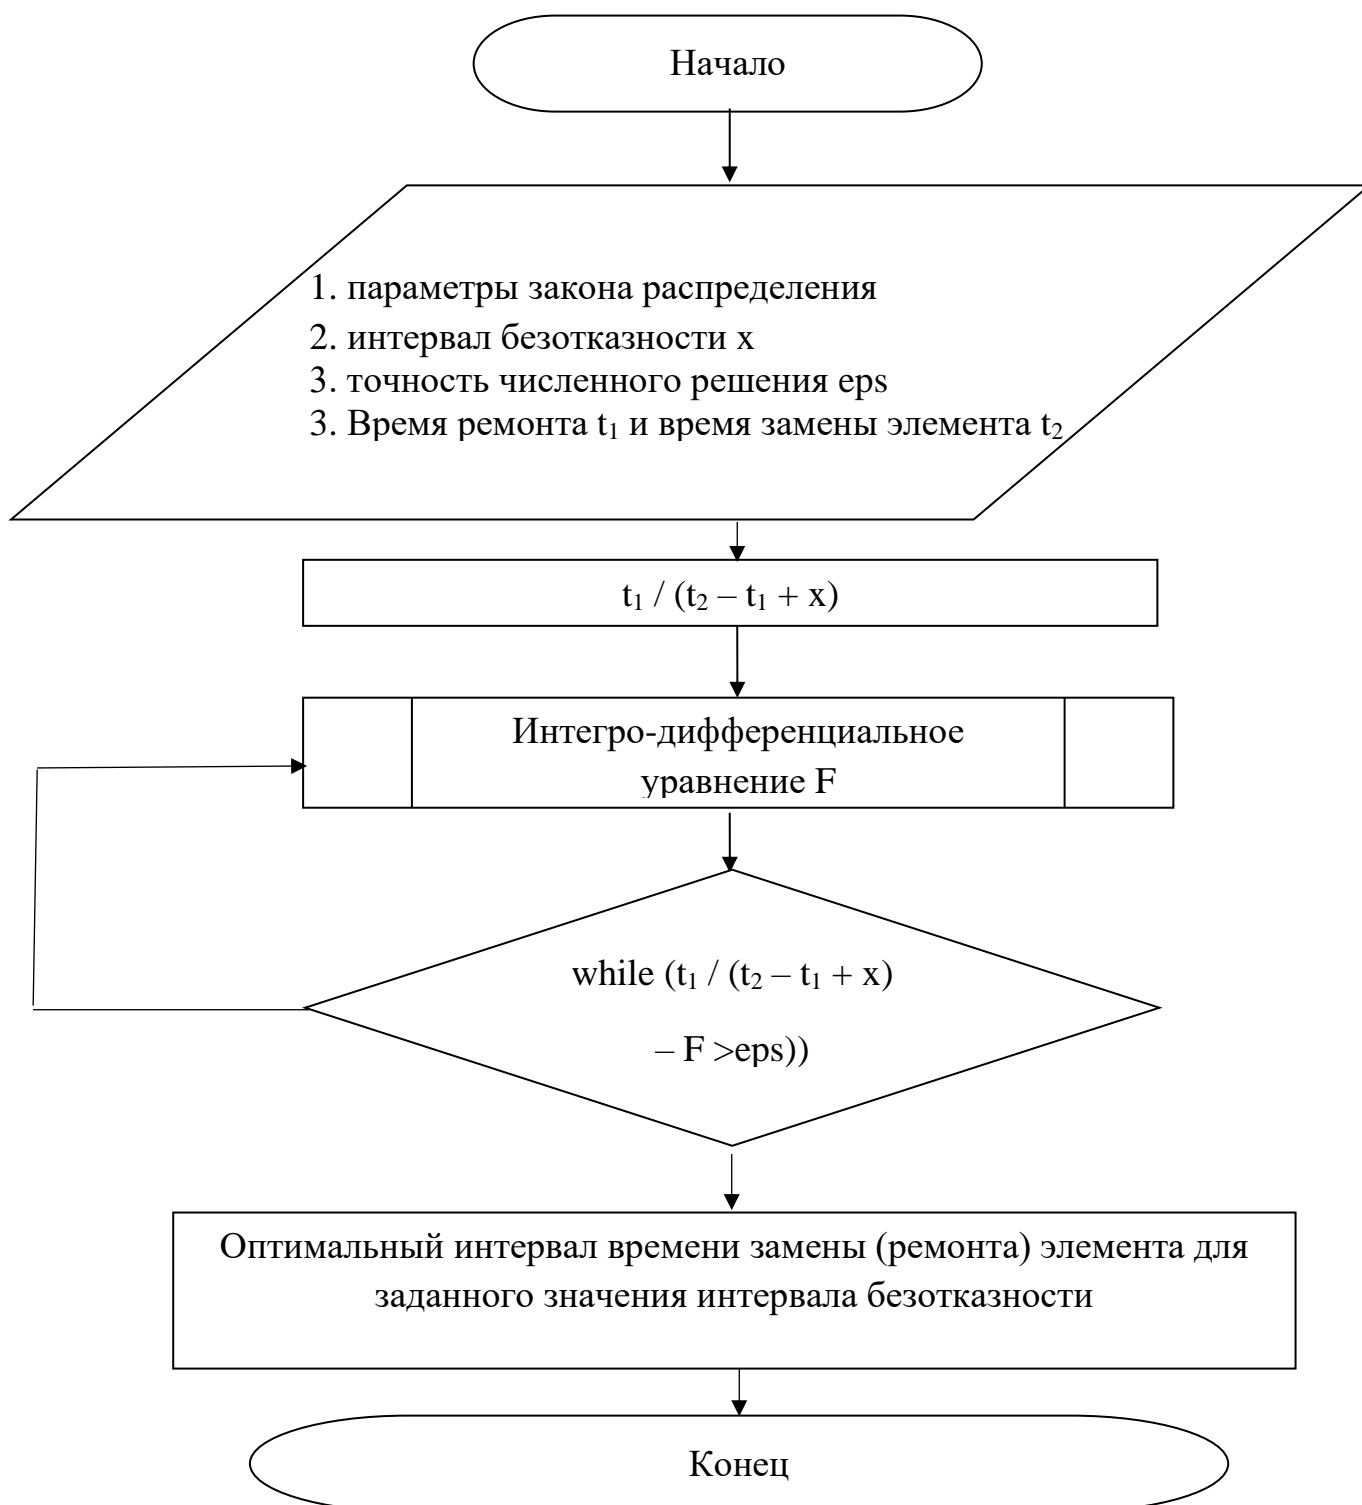 Начало
1. параметры закона распределения
2. интервал безотказности x
3. точность численного решения eps
3. Время ремонта t₁ и время замены элемента t₂
t₁ / (t₂ – t₁ + x)
Интегро-дифференциальное
уравнение F
while (t₁ / (t₂ – t₁ + x)
– F >eps))
Оптимальный интервал времени замены (ремонта) элемента для
заданного значения интервала безотказности
Конец